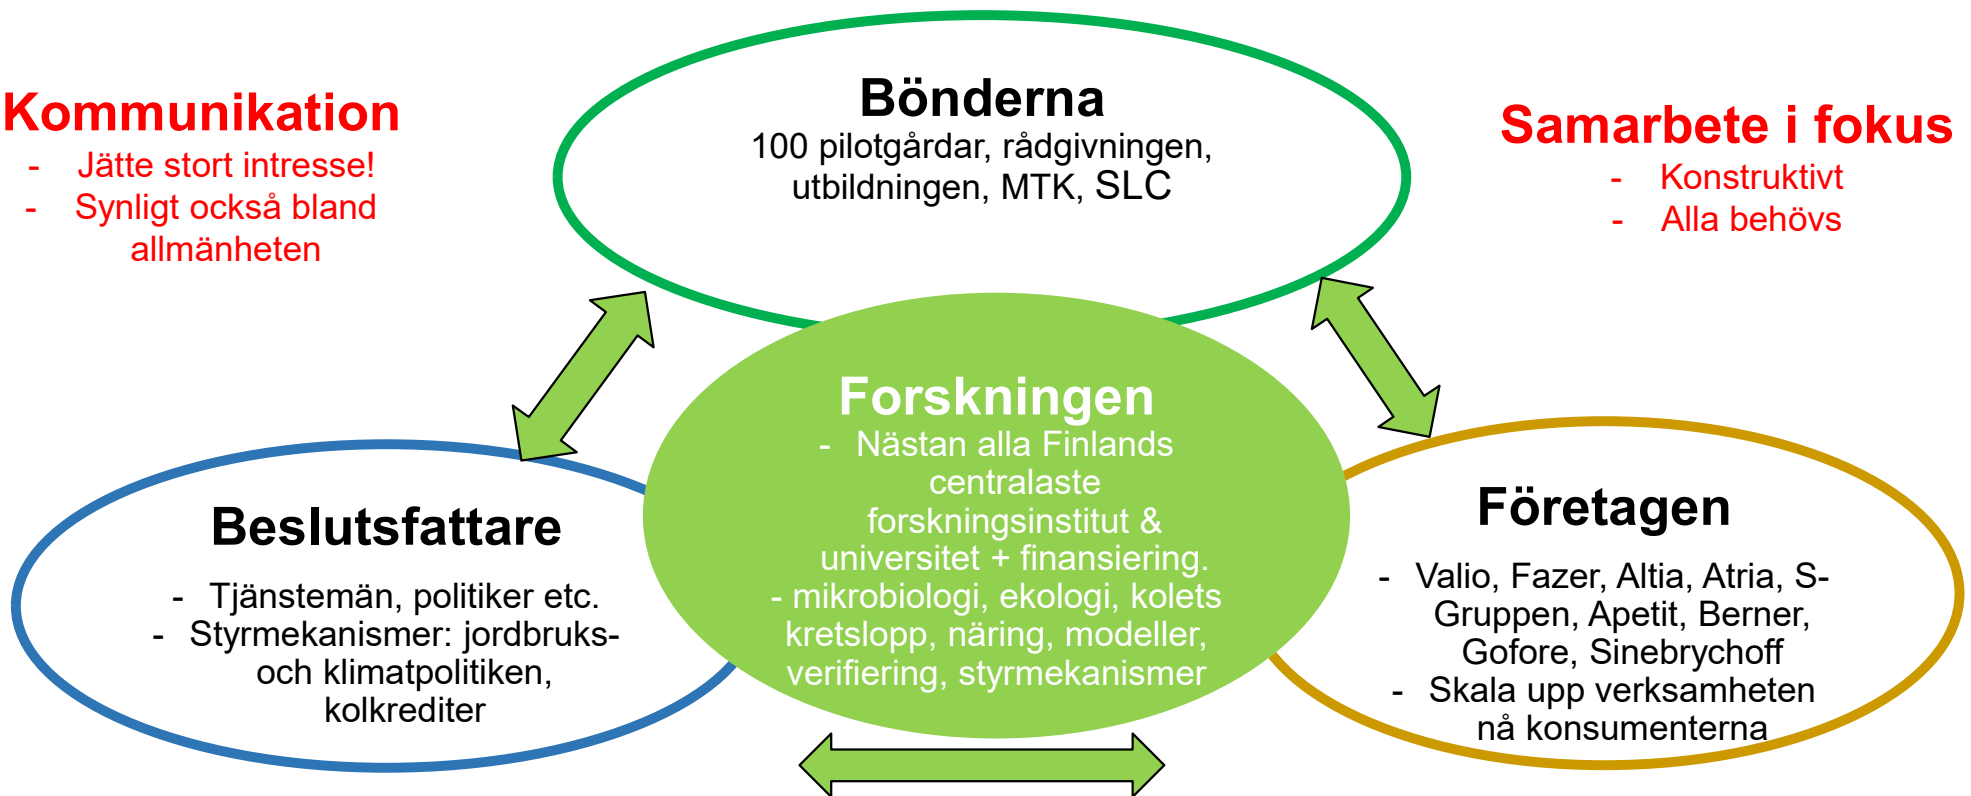 Kommunikation
- Jätte stort intresse!
- Synligt också bland
allmänheten
Bönderna
100 pilotgårdar, rådgivningen,
utbildningen, MTK, SLC
Samarbete i fokus
- Konstruktivt
- Alla behövs
Forskningen
- Nästan alla Finlands
centralaste
forskningsinstitut &
universitet + finansiering.
- mikrobiologi, ekologi, kolets
kretslopp, näring, modeller,
verifiering, styrmekanismer
Beslutsfattare
- Tjänstemän, politiker etc.
- Styrmekanismer: jordbruks-
och klimatpolitiken,
kolkrediter
Företagen
- Valio, Fazer, Altia, Atria, S-
Gruppen, Apetit, Berner,
Gofore, Sinebrychoff
- Skala upp verksamheten
nå konsumenterna